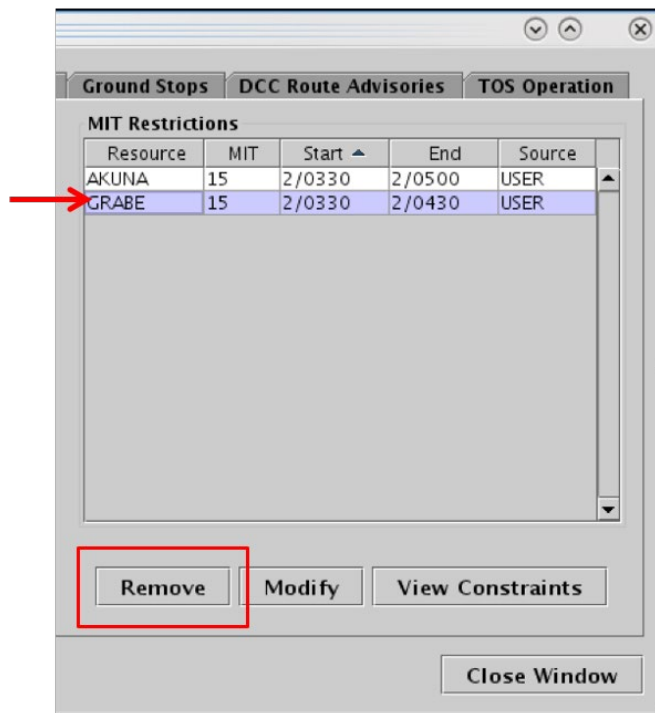 Ground Stops DCC Route Advisories TOS Operation
MIT Restrictions
Resource MIT Start End Source
AKUNA 15 2/0330 2/0500 USER
GRABE 15 2/0330 2/0430 USER
Remove Modify View Constraints
Close Window